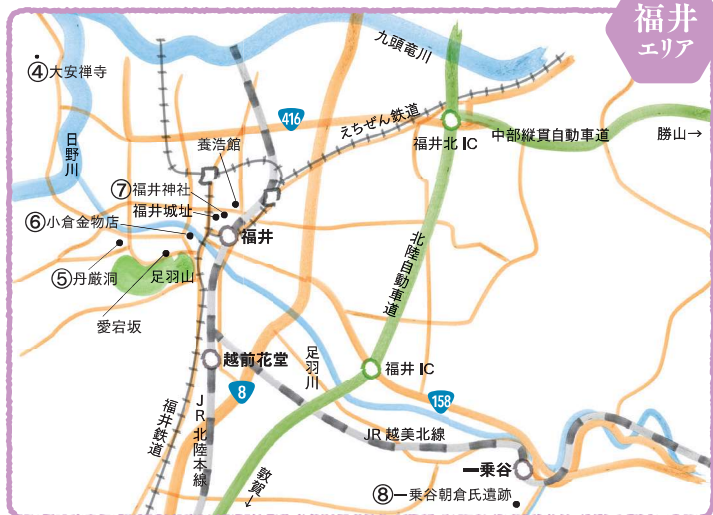 福井
エリア
九頭竜川
④大安禅寺
日野川
416
えちぜん鉄道
養浩館
福井北IC
中部縦貫自動車道
勝山→
⑦福井神社
福井城址
⑥小倉金物店
福井
⑤丹巌洞
足羽山
愛宕坂
北陸自動車道
越前花堂
足羽川
福井IC
8
158
福井鉄道
JR北陸本線
JR越美北線
敦賀←
一乗谷
⑧一乗谷朝倉氏遺跡